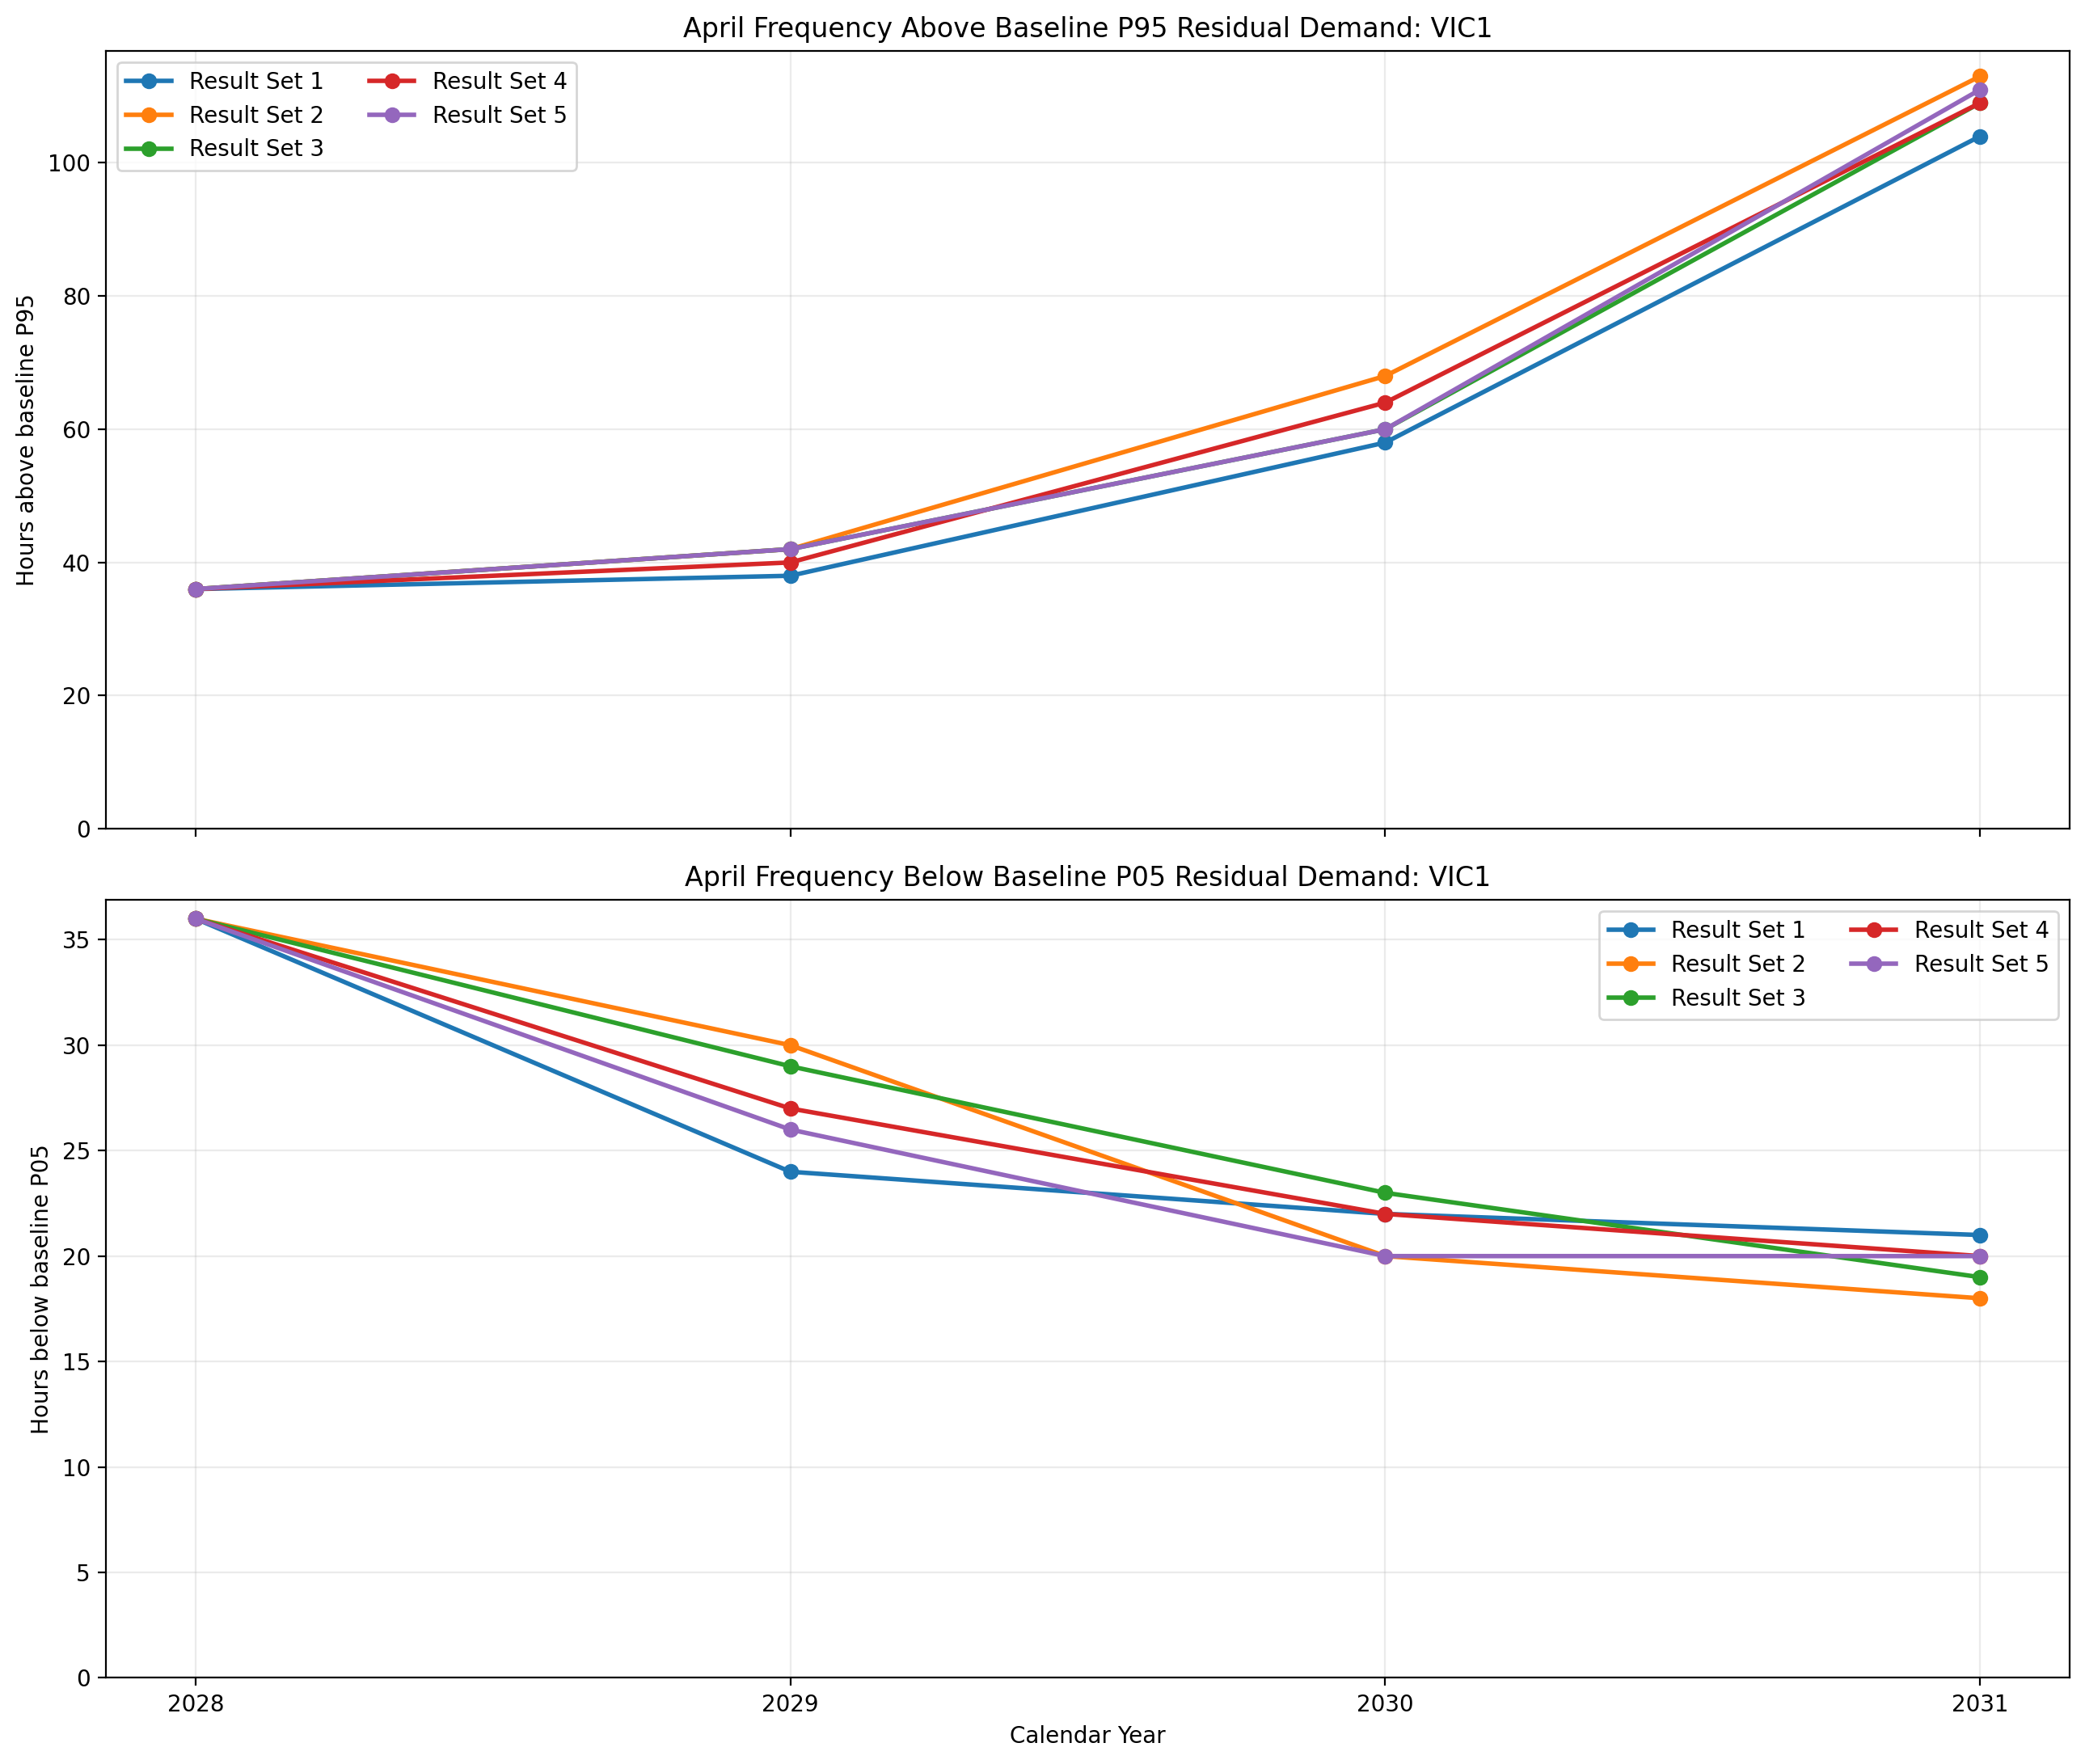 April Frequency Above Baseline P95 Residual Demand: VIC1
Result Set 1
Result Set 2
Result Set 3
Result Set 4
Result Set 5
Hours above baseline P95
100
80
60
40
20
0
April Frequency Below Baseline P05 Residual Demand: VIC1
Result Set 1
Result Set 2
Result Set 3
Result Set 4
Result Set 5
Hours below baseline P05
35
30
25
20
15
10
5
0
2028 2029 2030 2031
Calendar Year